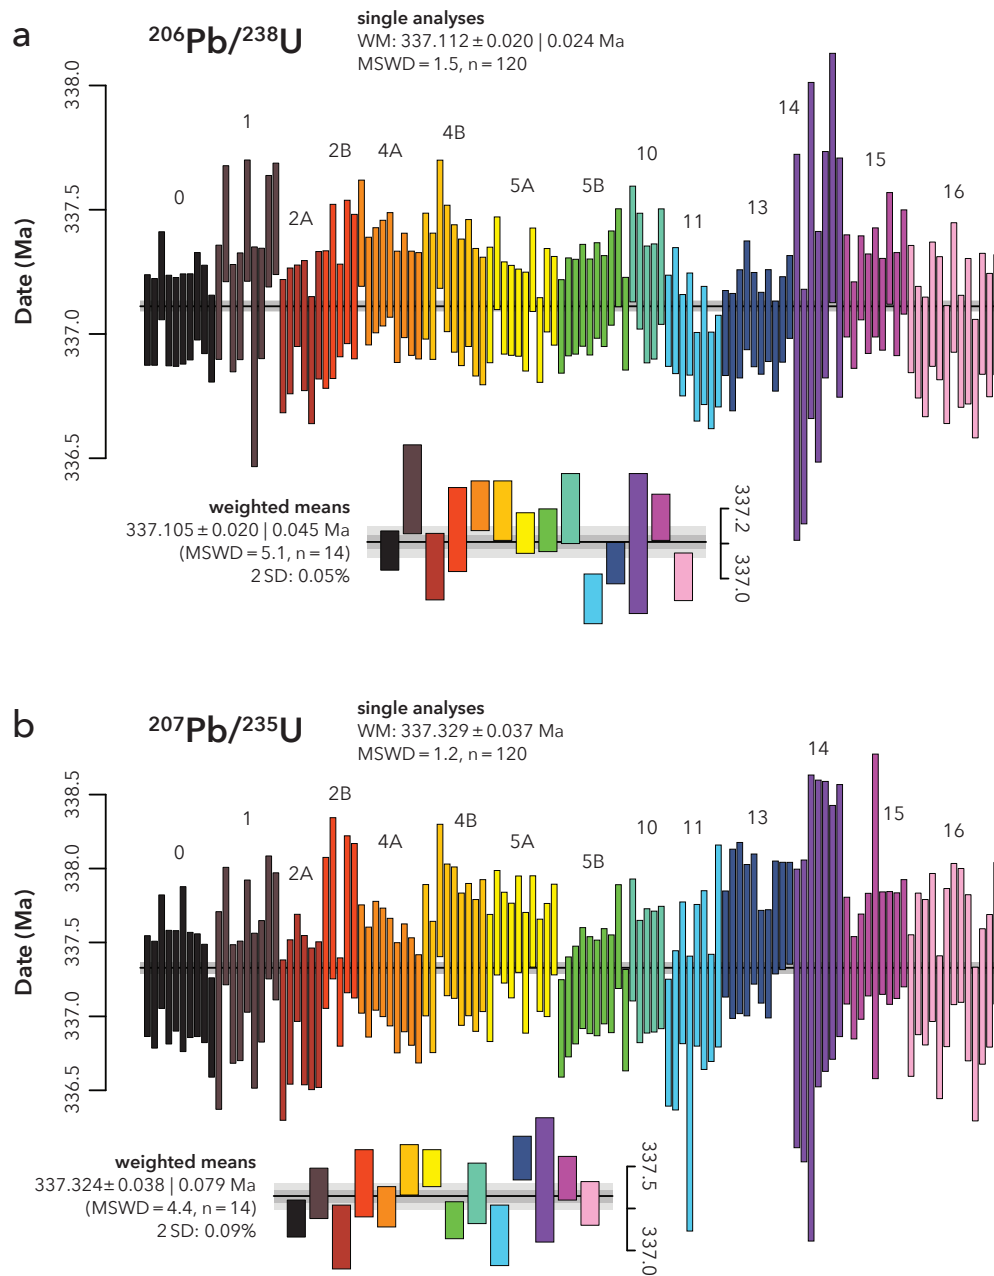 a
²⁰⁶Pb/²³⁸U
single analyses
WM: 337.112 ± 0.020 | 0.024 Ma
MSWD = 1.5, n = 120
Date (Ma)
338.0
337.5
337.0
336.5
0
1
2A
2B
4A
4B
5A
5B
10
11
13
14
15
16
weighted means
337.105 ± 0.020 | 0.045 Ma
(MSWD = 5.1, n = 14)
2 SD: 0.05%
337.2
337.0
b
²⁰⁷Pb/²³⁵U
single analyses
WM: 337.329 ± 0.037 Ma
MSWD = 1.2, n = 120
Date (Ma)
338.5
338.0
337.5
337.0
336.5
0
1
2A
2B
4A
4B
5A
5B
10
11
13
14
15
16
weighted means
337.324± 0.038 | 0.079 Ma
(MSWD = 4.4, n = 14)
2 SD: 0.09%
337.5
337.0